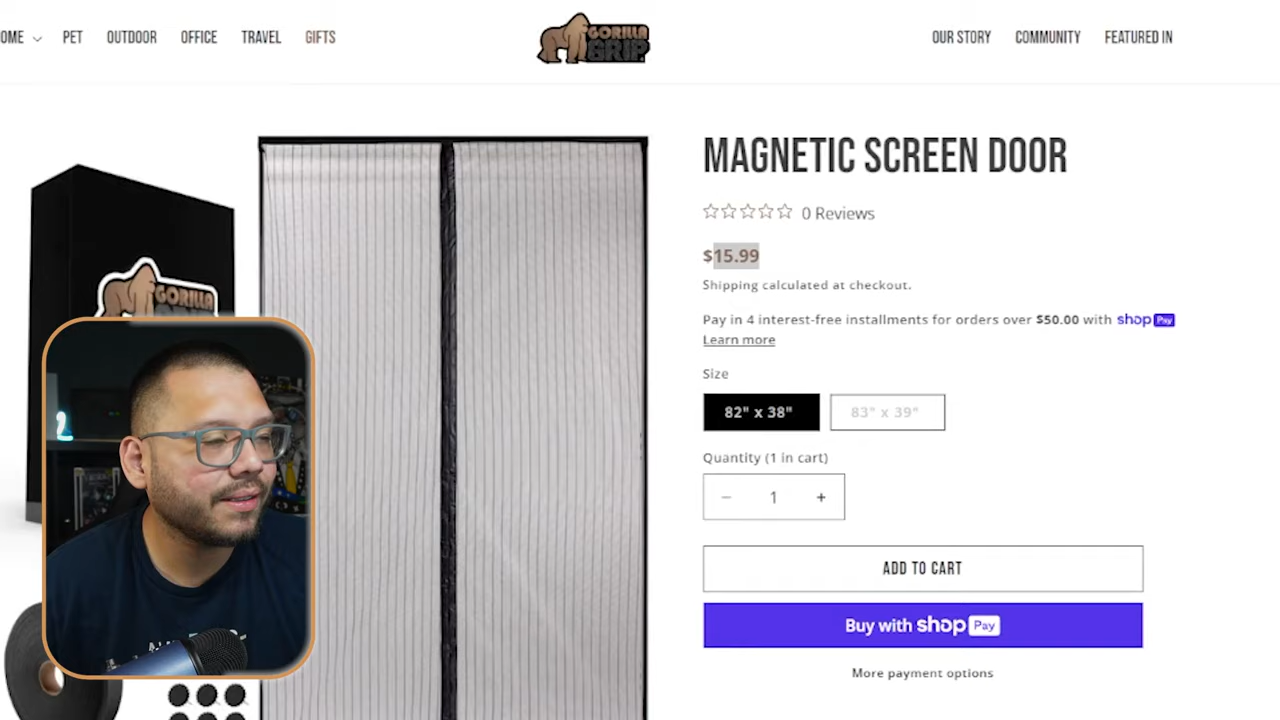 OME
PET
OUTDOOR
OFFICE
TRAVEL
GIFTS
GORILLA
GRIP
OUR STORY
COMMUNITY
FEATURED IN
GORILLA
MAGNETIC SCREEN DOOR
0 Reviews
$15.99
Shipping calculated at checkout.
Pay in 4 interest-free installments for orders over $50.00 with shop Pay
Learn more
Size
82" x 38"
83" x 39"
Quantity (1 in cart)
− 1 +
ADD TO CART
Buy with shop Pay
More payment options